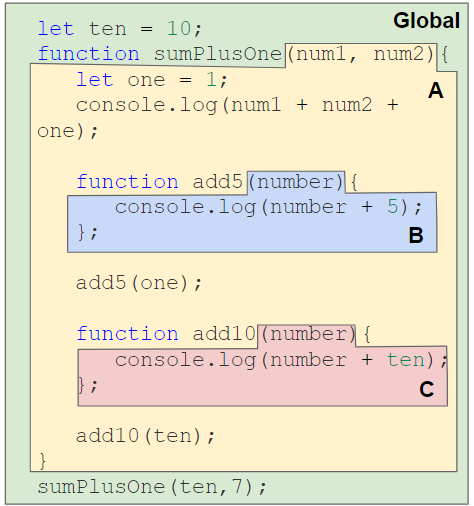 Global
let ten = 10;
function sumPlusOne(num1, num2){
A
let one = 1;
console.log(num1 + num2 +
one);
function add5(number){
console.log(number + 5);
};
B
add5(one);
function add10(number){
console.log(number + ten);
};
C
add10(ten);
}
sumPlusOne(ten,7);